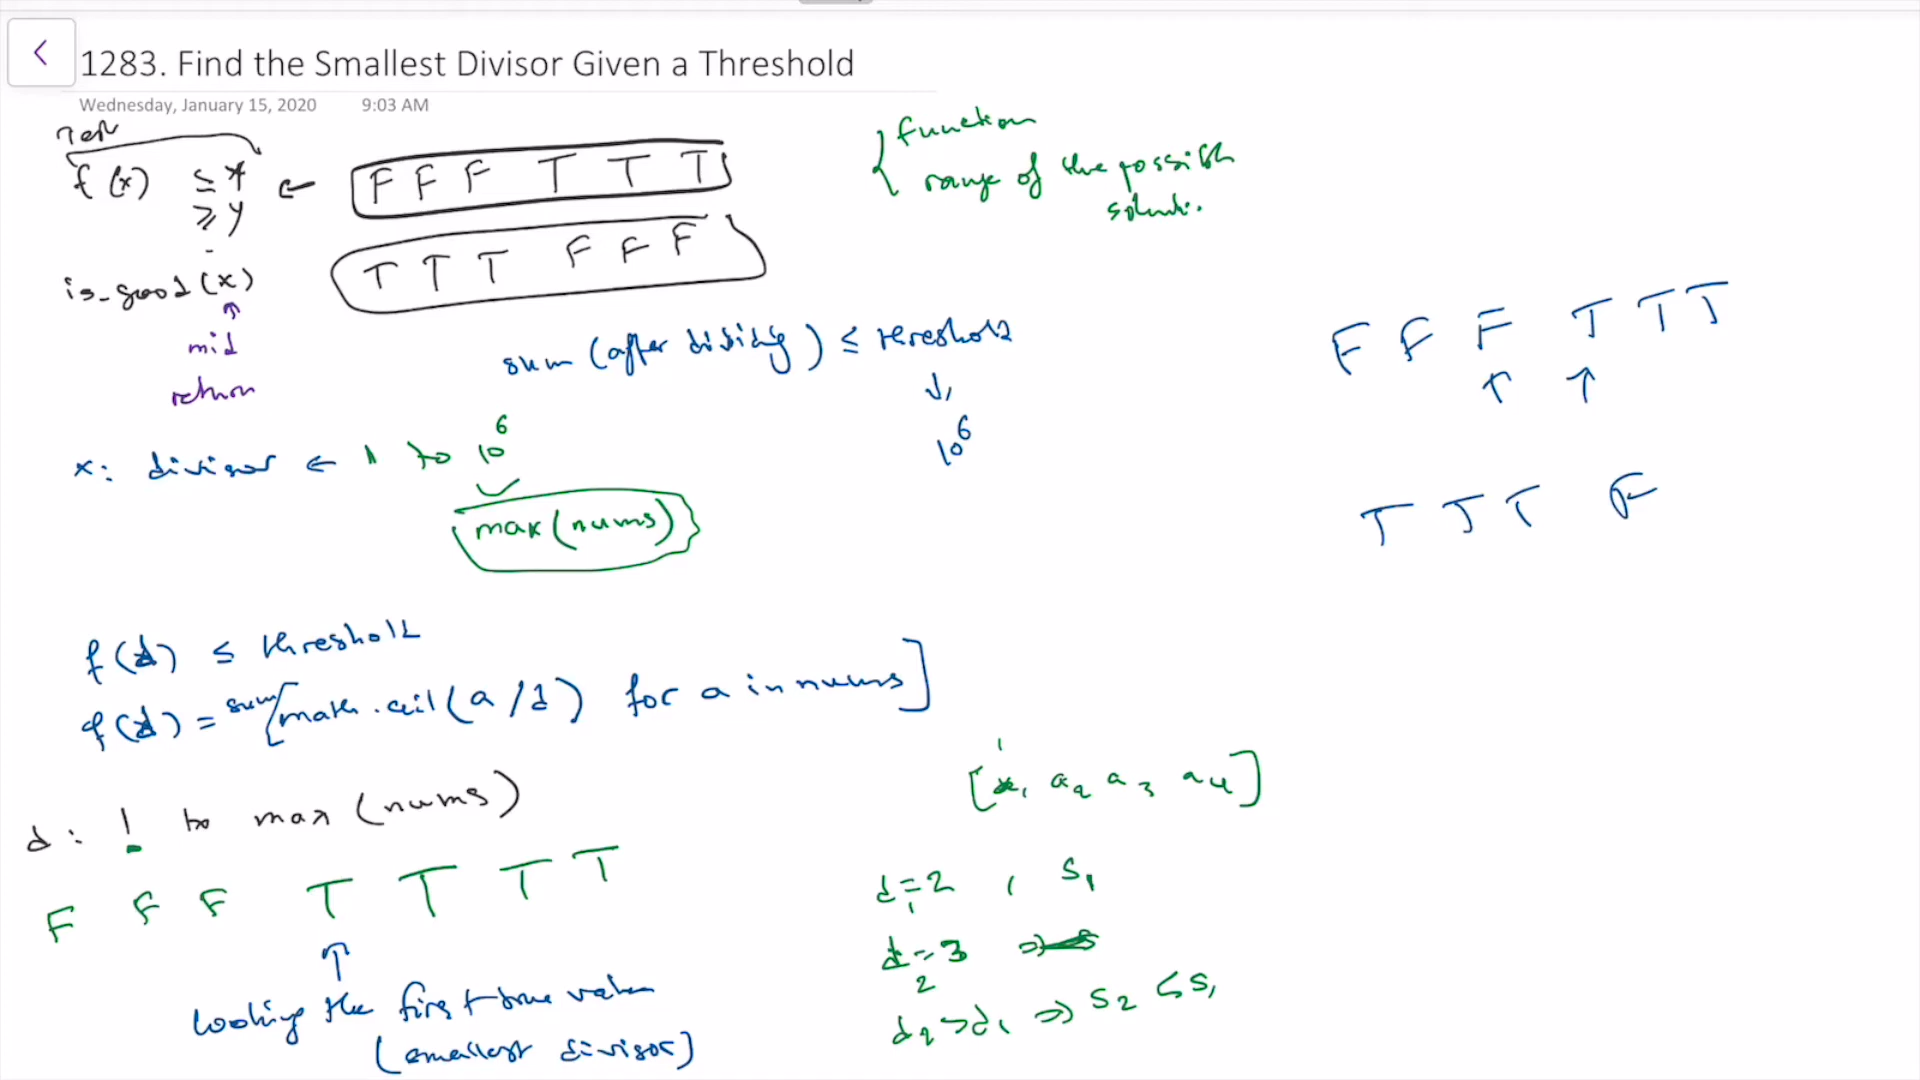 1283. Find the Smallest Divisor Given a Threshold
Wednesday, January 15, 2020 9:03 AM
f(x) ≤ y
≥ y
← F F F T T T
T T T F F F
is_good(x)
↑
mid
return
{ function
range of the possible
sum (after dividing) ≤ threshold
↓
10^6
x: divisor ← 1 to 10^6
max(nums)
F F F T T T
↑ ↑
T T T F
f(d) ≤ threshold
f(d) = sum[math.ceil(a/d) for a in nums]
d: 1 to max(nums)
F F F T T T T
↑
looking the first true value
(smallest divisor)
a2 a3 a4]
d1=2, S1
d2=3 ⇒
d2>d1 ⇒ S2 < S1